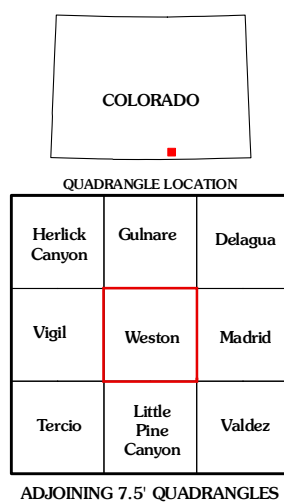 COLORADO
QUADRANGLE LOCATION
Herlick
Canyon
Gulnare
Delagua
Vigil
Weston
Madrid
Tercio
Little
Pine
Canyon
Valdez
ADJOINING 7.5' QUADRANGLES